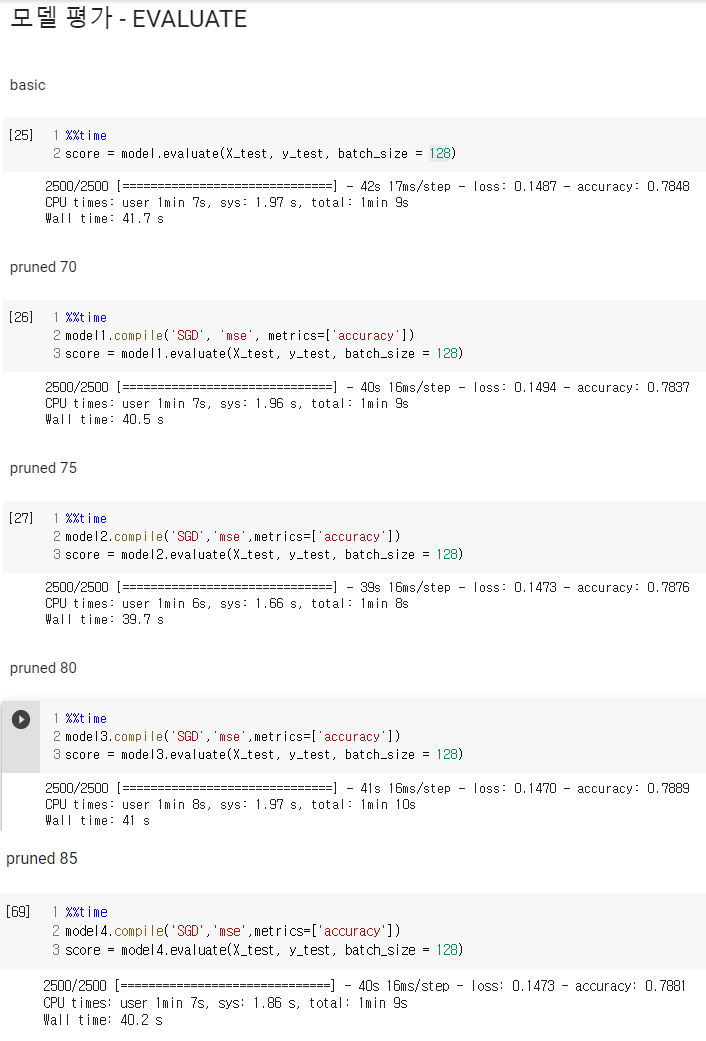 모델 평가 - EVALUATE
basic
[25] 1 %%time
2 score = model.evaluate(X_test, y_test, batch_size = 128)
2500/2500 [==============================] - 42s 17ms/step - loss: 0.1487 - accuracy: 0.7848
CPU times: user 1min 7s, sys: 1.97 s, total: 1min 9s
Wall time: 41.7 s
pruned 70
[26] 1 %%time
2 model1.compile('SGD', 'mse', metrics=['accuracy'])
3 score = model1.evaluate(X_test, y_test, batch_size = 128)
2500/2500 [==============================] - 40s 16ms/step - loss: 0.1494 - accuracy: 0.7837
CPU times: user 1min 7s, sys: 1.96 s, total: 1min 9s
Wall time: 40.5 s
pruned 75
[27] 1 %%time
2 model2.compile('SGD','mse',metrics=['accuracy'])
3 score = model2.evaluate(X_test, y_test, batch_size = 128)
2500/2500 [==============================] - 39s 16ms/step - loss: 0.1473 - accuracy: 0.7876
CPU times: user 1min 6s, sys: 1.66 s, total: 1min 8s
Wall time: 39.7 s
pruned 80
1 %%time
2 model3.compile('SGD','mse',metrics=['accuracy'])
3 score = model3.evaluate(X_test, y_test, batch_size = 128)
2500/2500 [==============================] - 41s 16ms/step - loss: 0.1470 - accuracy: 0.7889
CPU times: user 1min 8s, sys: 1.97 s, total: 1min 10s
Wall time: 41 s
pruned 85
[69] 1 %%time
2 model4.compile('SGD','mse',metrics=['accuracy'])
3 score = model4.evaluate(X_test, y_test, batch_size = 128)
2500/2500 [==============================] - 40s 16ms/step - loss: 0.1473 - accuracy: 0.7881
CPU times: user 1min 7s, sys: 1.86 s, total: 1min 9s
Wall time: 40.2 s